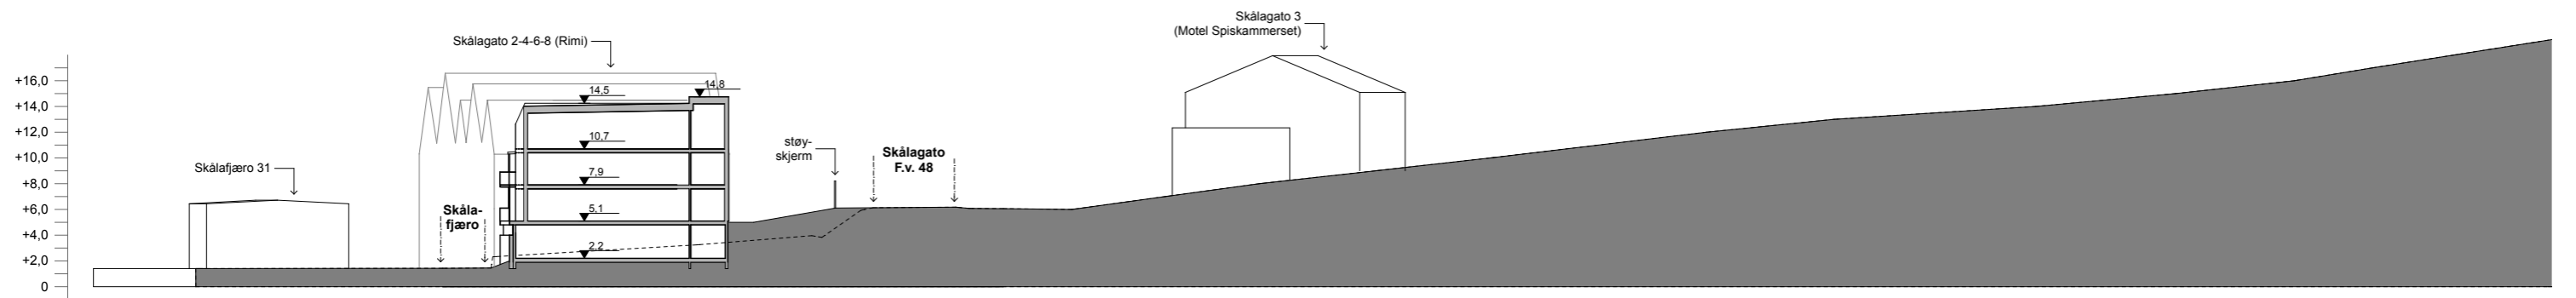 Skålagato 3
(Motel Spiskammerset)
Skålagato 2-4-6-8 (Rimi)
+16,0
+14,0
+12,0
+10,0
+8,0
+6,0
+4,0
+2,0
0
14,8
14,5
10,7
7,9
5,1
2,2
støy-
skjerm
Skålagato
F.v. 48
Skålafjæro 31
Skåla-
fjæro